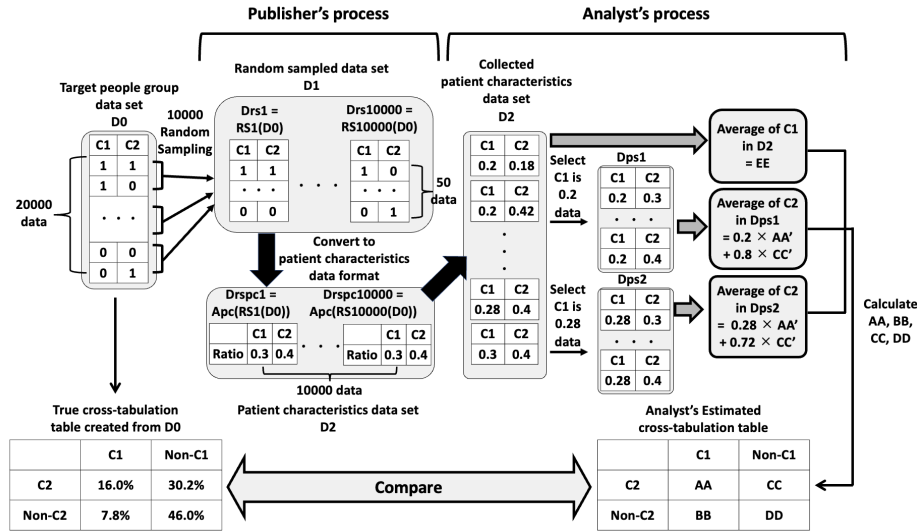 Publisher's process
Analyst's process
Target people group
data set
D0
C1 C2
1 1
1 0
· · ·
0 0
0 1
20000
data
10000
Random
Sampling
Random sampled data set
D1
Drs1 =
RS1(D0)
C1 C2
1 1
· · ·
0 0
· · ·
Drs10000 =
RS10000(D0)
C1 C2
1 0
· · ·
0 1
50
data
Convert to
patient characteristics
data format
Drspc1 =
Apc(RS1(D0))
C1 C2
Ratio 0.3 0.4
· · ·
Drspc10000 =
Apc(RS10000(D0))
C1 C2
Ratio 0.3 0.4
10000 data
Patient characteristics data set
D2
Collected
patient characteristics
data set
D2
C1 C2
0.2 0.18
C1 C2
0.2 0.42
·
·
·
C1 C2
0.28 0.4
C1 C2
0.3 0.4
Select
C1 is
0.2
data
Dps1
C1 C2
0.2 0.3
· · ·
C1 C2
0.2 0.4
Select
C1 is
0.28
data
Dps2
C1 C2
0.28 0.3
· · ·
C1 C2
0.28 0.4
Average of C1
in D2
= EE
Average of C2
in Dps1
= 0.2 × AA'
+ 0.8 × CC'
Average of C2
in Dps2
= 0.28 × AA'
+ 0.72 × CC'
Calculate
AA, BB,
CC, DD
True cross-tabulation
table created from D0
C1 Non-C1
C2 16.0% 30.2%
Non-C2 7.8% 46.0%
Compare
Analyst's Estimated
cross-tabulation table
C1 Non-C1
C2 AA CC
Non-C2 BB DD